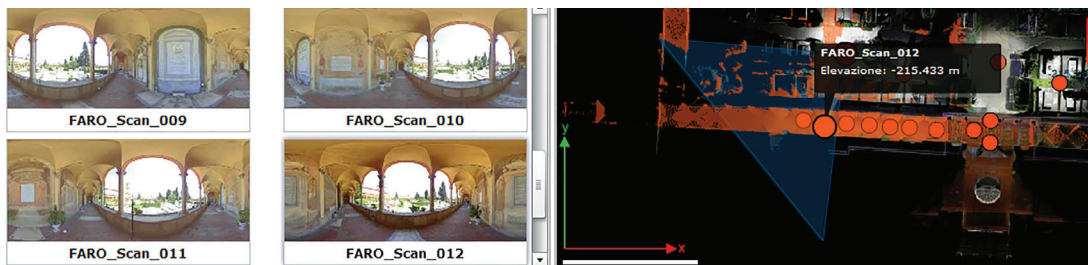 FARO_Scan_009
FARO_Scan_010
FARO_Scan_011
FARO_Scan_012
FARO_Scan_012
Elevazione: -215.433 m
y
x